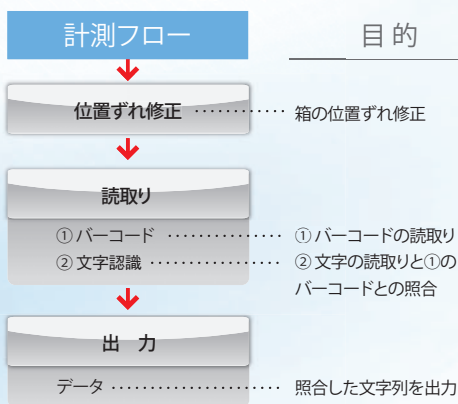 計測フロー 目的
位置ずれ修正 ………… 箱の位置ずれ修正
読取り
① バーコード …………… ① バーコードの読取り
② 文字認識 ……………… ② 文字の読取りと①の
バーコードとの照合
出 力
データ …………………… 照合した文字列を出力